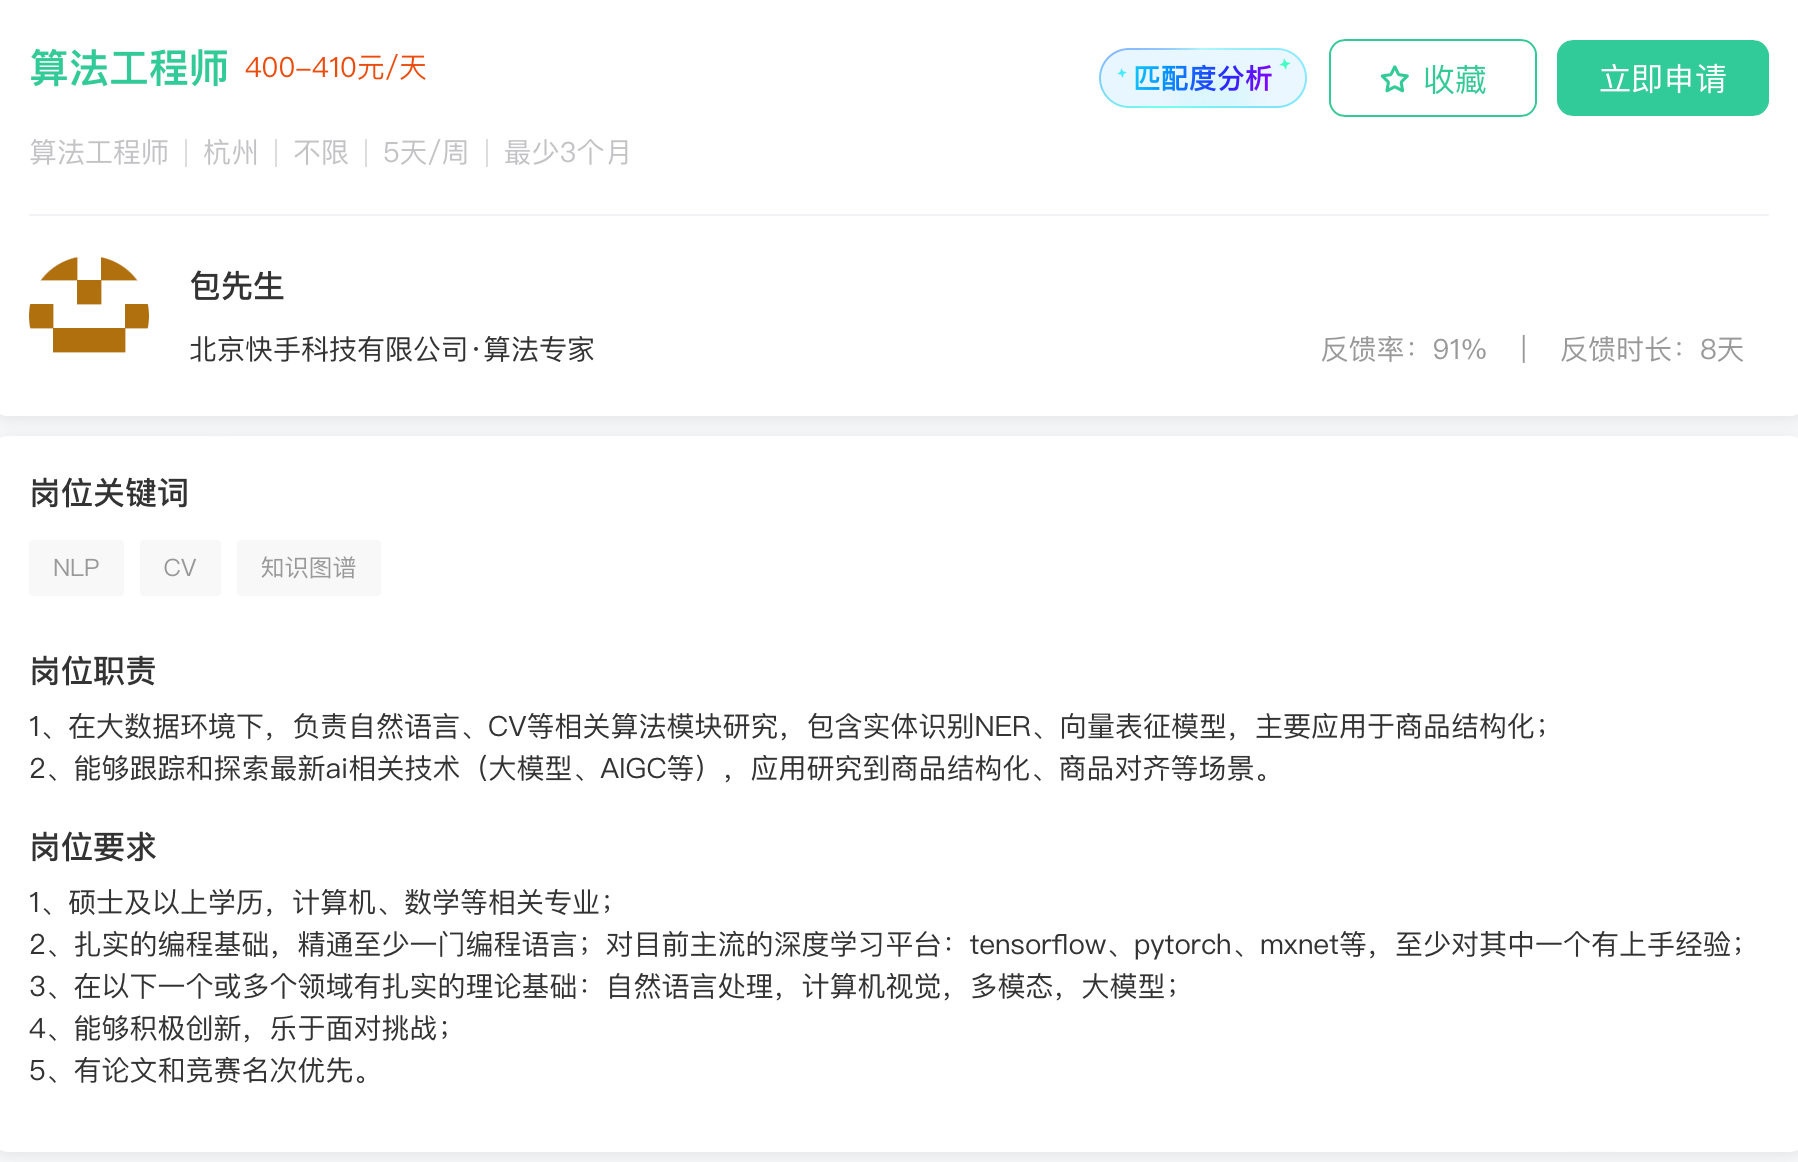 算法工程师 400-410元/天
匹配度分析
收藏
立即申请
算法工程师 | 杭州 | 不限 | 5天/周 | 最少3个月
包先生
北京快手科技有限公司·算法专家
反馈率：91% | 反馈时长：8天
岗位关键词
NLP CV 知识图谱
岗位职责
1、在大数据环境下，负责自然语言、CV等相关算法模块研究，包含实体识别NER、向量表征模型，主要应用于商品结构化；
2、能够跟踪和探索最新ai相关技术（大模型、AIGC等），应用研究到商品结构化、商品对齐等场景。
岗位要求
1、硕士及以上学历，计算机、数学等相关专业；
2、扎实的编程基础，精通至少一门编程语言；对目前主流的深度学习平台：tensorflow、pytorch、mxnet等，至少对其中一个有上手经验；
3、在以下一个或多个领域有扎实的理论基础：自然语言处理，计算机视觉，多模态，大模型；
4、能够积极创新，乐于面对挑战；
5、有论文和竞赛名次优先。